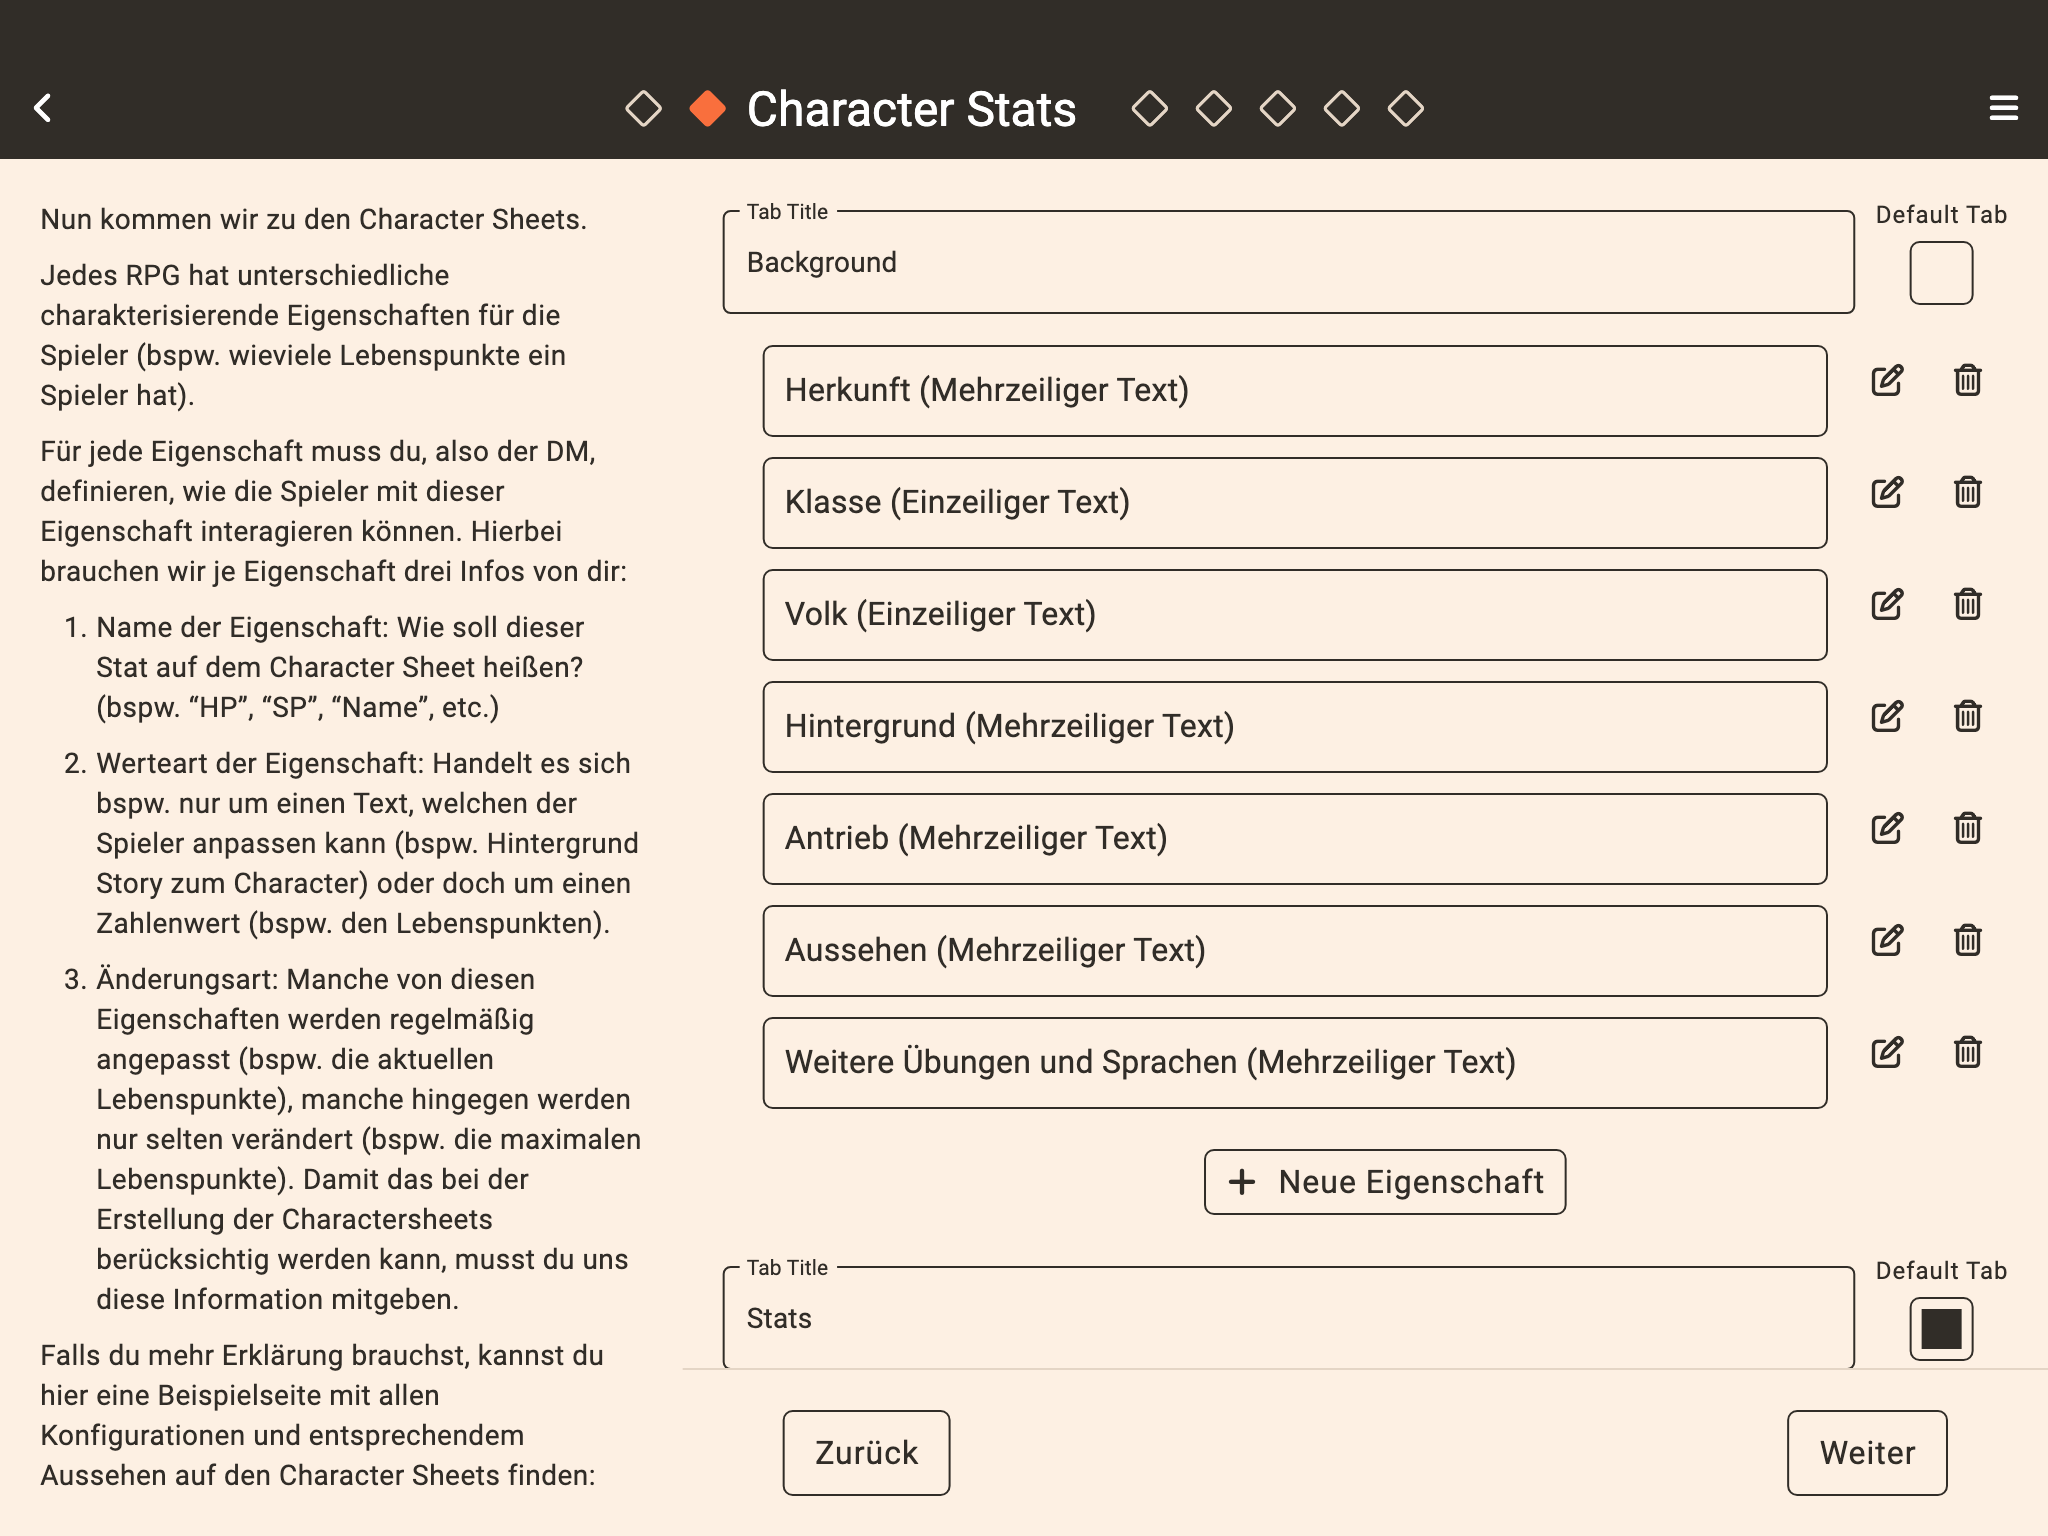 Character Stats
Nun kommen wir zu den Character Sheets.
Jedes RPG hat unterschiedliche
charakterisierende Eigenschaften für die
Spieler (bspw. wieviele Lebenspunkte ein
Spieler hat).
Für jede Eigenschaft muss du, also der DM,
definieren, wie die Spieler mit dieser
Eigenschaft interagieren können. Hierbei
brauchen wir je Eigenschaft drei Infos von dir:
1. Name der Eigenschaft: Wie soll dieser
Stat auf dem Character Sheet heißen?
(bspw. “HP”, “SP”, “Name”, etc.)
2. Werteart der Eigenschaft: Handelt es sich
bspw. nur um einen Text, welchen der
Spieler anpassen kann (bspw. Hintergrund
Story zum Character) oder doch um einen
Zahlenwert (bspw. den Lebenspunkten).
3. Änderungsart: Manche von diesen
Eigenschaften werden regelmäßig
angepasst (bspw. die aktuellen
Lebenspunkte), manche hingegen werden
nur selten verändert (bspw. die maximalen
Lebenspunkte). Damit das bei der
Erstellung der Charactersheets
berücksichtig werden kann, musst du uns
diese Information mitgeben.
Falls du mehr Erklärung brauchst, kannst du
hier eine Beispielseite mit allen
Konfigurationen und entsprechendem
Aussehen auf den Character Sheets finden:
Tab Title
Background
Default Tab
Herkunft (Mehrzeiliger Text)
Klasse (Einzeiliger Text)
Volk (Einzeiliger Text)
Hintergrund (Mehrzeiliger Text)
Antrieb (Mehrzeiliger Text)
Aussehen (Mehrzeiliger Text)
Weitere Übungen und Sprachen (Mehrzeiliger Text)
+ Neue Eigenschaft
Tab Title
Stats
Default Tab
Zurück
Weiter